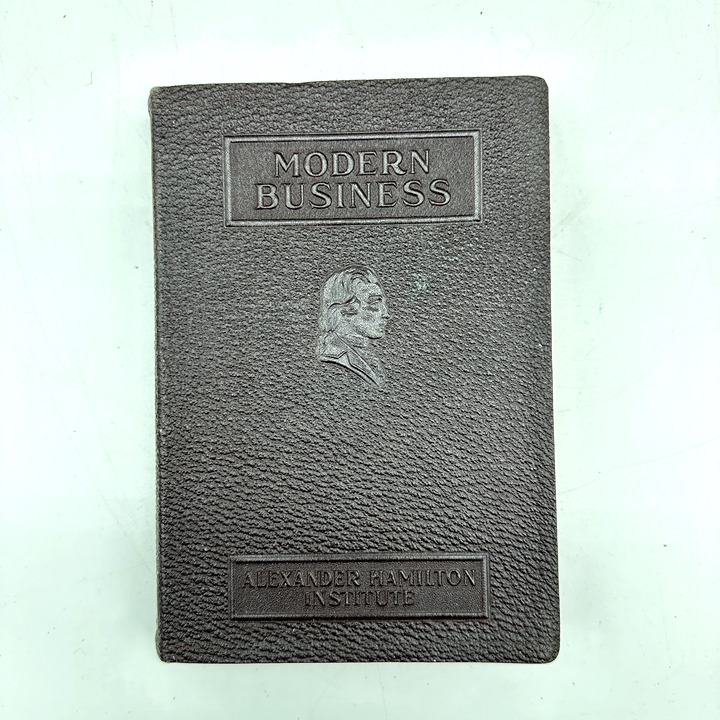 MODERN
BUSINESS
ALEXANDER HAMILTON
INSTITUTE